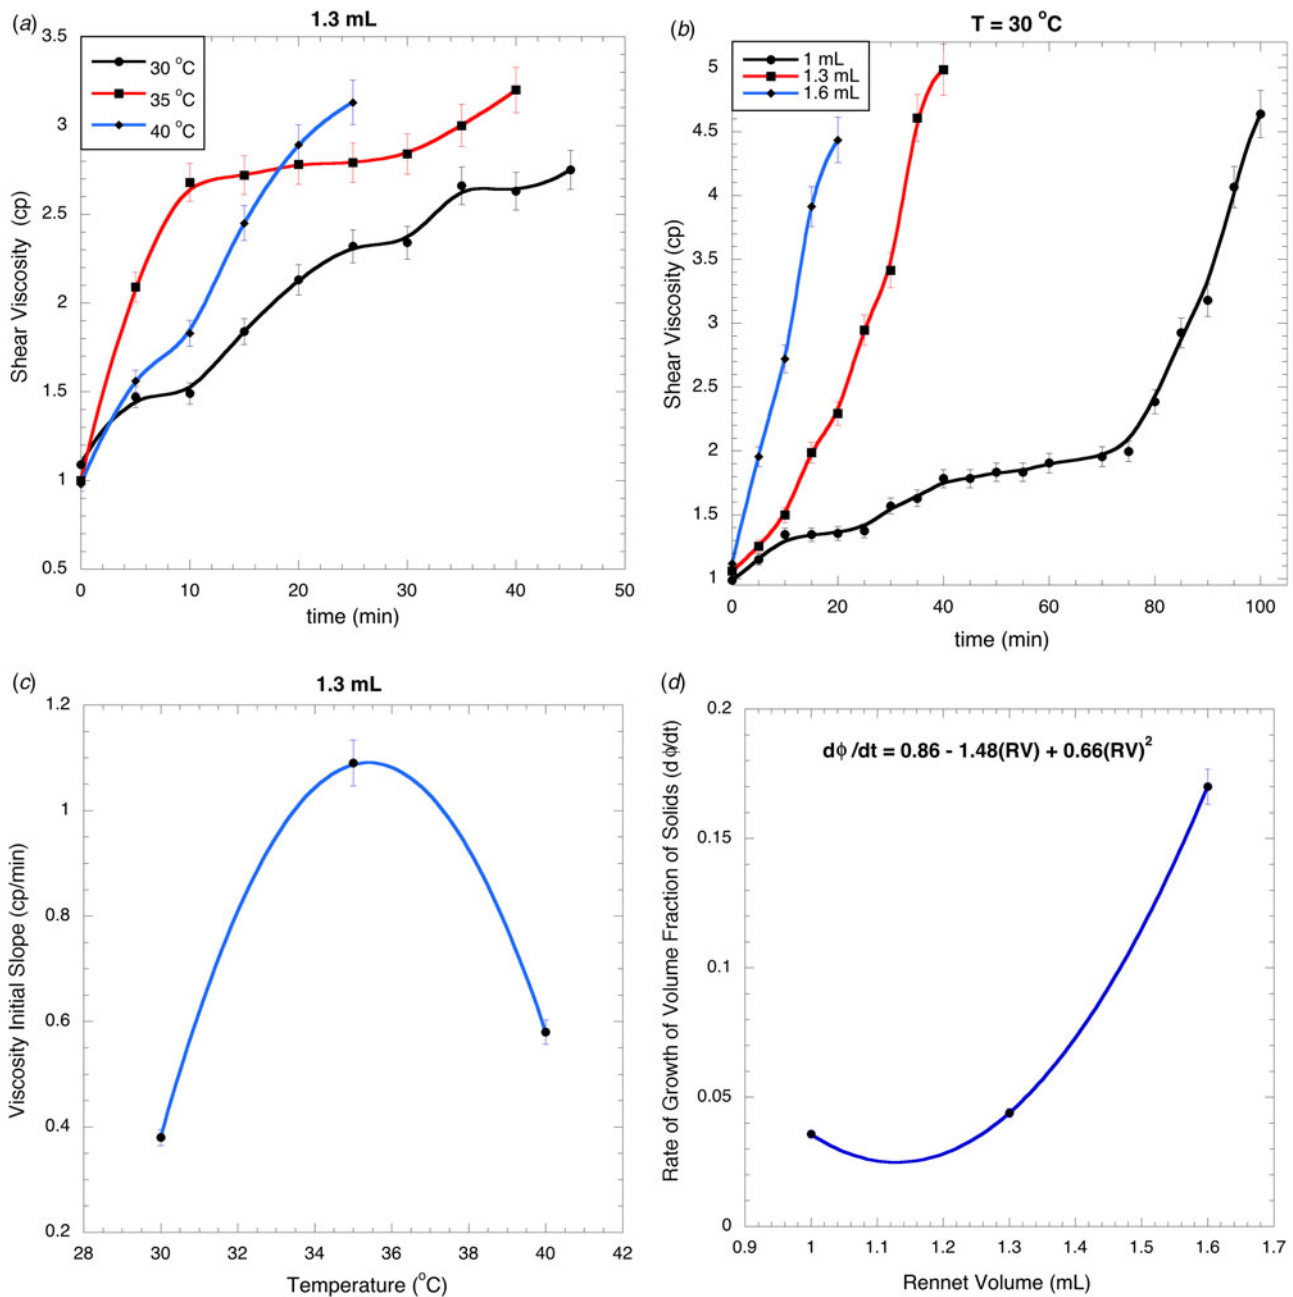 (a)
1.3 mL
3.5
3
2.5
2
1.5
1
0.5
Shear Viscosity (cp)
30 °C
35 °C
40 °C
0
10
20
30
40
50
time (min)
(b)
T = 30 °C
5
4.5
4
3.5
3
2.5
2
1.5
1
Shear Viscosity (cp)
1 mL
1.3 mL
1.6 mL
0
20
40
60
80
100
time (min)
(c)
1.3 mL
1.2
1
0.8
0.6
0.4
0.2
Viscosity Initial Slope (cp/min)
28
30
32
34
36
38
40
42
Temperature (°C)
(d)
0.2
0.15
0.1
0.05
0
Rate of Growth of Volume Fraction of Solids (dϕ/dt)
dϕ/dt = 0.86 - 1.48(RV) + 0.66(RV)²
0.9
1
1.1
1.2
1.3
1.4
1.5
1.6
1.7
Rennet Volume (mL)